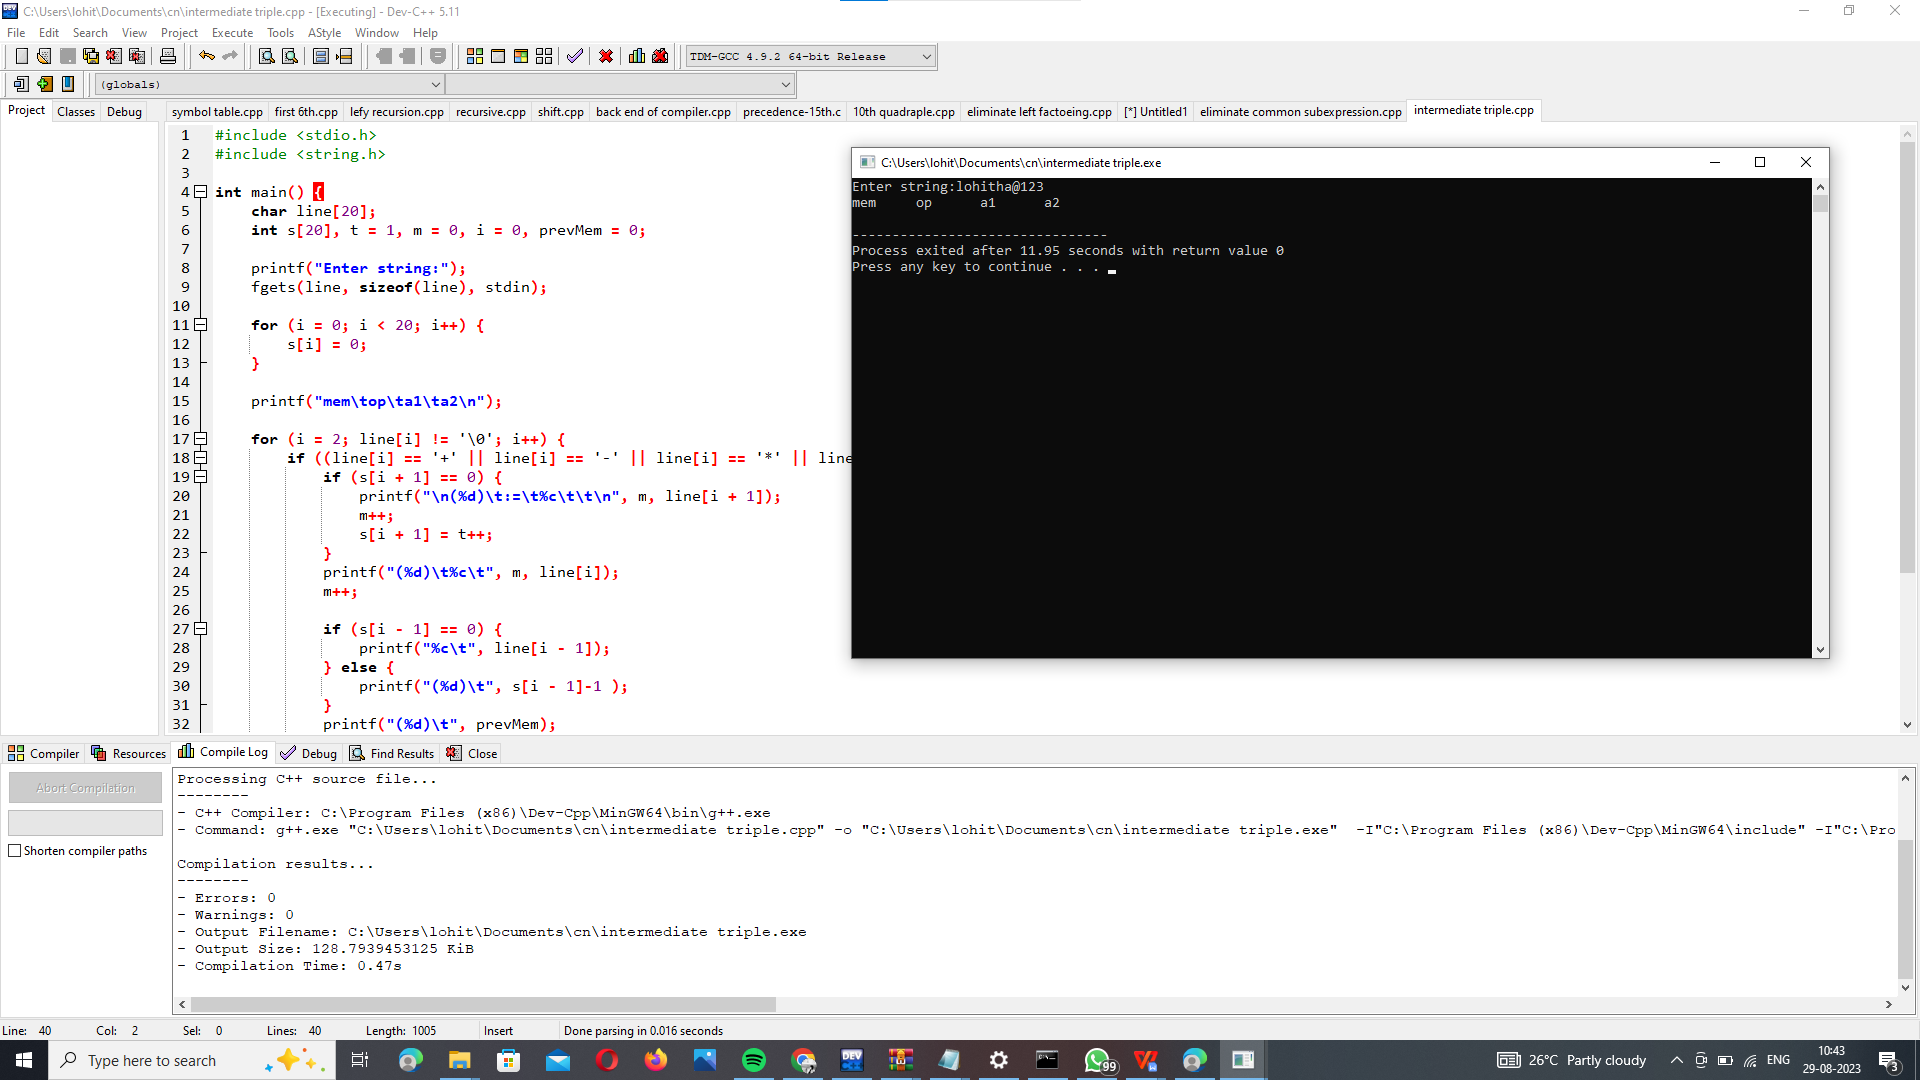 C:\Users\lohit\Documents\cn\intermediate triple.cpp - [Executing] - Dev-C++ 5.11
File Edit Search View Project Execute Tools AStyle Window Help
TDM-GCC 4.9.2 64-bit Release
(globals)
Project Classes Debug
symbol table.cpp first 6th.cpp lefy recursion.cpp recursive.cpp shift.cpp back end of compiler.cpp precedence-15th.c 10th quadraple.cpp eliminate left factoeing.cpp [*] Untitled1 eliminate common subexpression.cpp intermediate triple.cpp
1 #include <stdio.h>
2 #include <string.h>
3
4 int main() {
5 char line[20];
6 int s[20], t = 1, m = 0, i = 0, prevMem = 0;
7
8 printf("Enter string:");
9 fgets(line, sizeof(line), stdin);
10
11 for (i = 0; i < 20; i++) {
12 s[i] = 0;
13 }
14
15 printf("mem\top\ta1\ta2\n");
16
17 for (i = 2; line[i] != '\0'; i++) {
18 if ((line[i] == '+' || line[i] == '-' || line[i] == '*' || line
19 if (s[i + 1] == 0) {
20 printf("\n(%d)\t:=\t%c\t\t\n", m, line[i + 1]);
21 m++;
22 s[i + 1] = t++;
23 }
24 printf("(%d)\t%c\t", m, line[i]);
25 m++;
26
27 if (s[i - 1] == 0) {
28 printf("%c\t", line[i - 1]);
29 } else {
30 printf("(%d)\t", s[i - 1]-1 );
31 }
32 printf("(%d)\t", prevMem);
C:\Users\lohit\Documents\cn\intermediate triple.exe
Enter string:lohitha@123
mem op a1 a2
--------------------------------
Process exited after 11.95 seconds with return value 0
Press any key to continue . . .
Compiler Resources Compile Log Debug Find Results Close
Abort Compilation
Shorten compiler paths
Processing C++ source file...
--------
- C++ Compiler: C:\Program Files (x86)\Dev-Cpp\MinGW64\bin\g++.exe
- Command: g++.exe "C:\Users\lohit\Documents\cn\intermediate triple.cpp" -o "C:\Users\lohit\Documents\cn\intermediate triple.exe" -I"C:\Program Files (x86)\Dev-Cpp\MinGW64\include" -I"C:\Pro
Compilation results...
--------
- Errors: 0
- Warnings: 0
- Output Filename: C:\Users\lohit\Documents\cn\intermediate triple.exe
- Output Size: 128.7939453125 KiB
- Compilation Time: 0.47s
Line: 40 Col: 2 Sel: 0 Lines: 40 Length: 1005 Insert Done parsing in 0.016 seconds
Type here to search
DEV
99
26°C Partly cloudy
ENG
10:43
29-08-2023
3